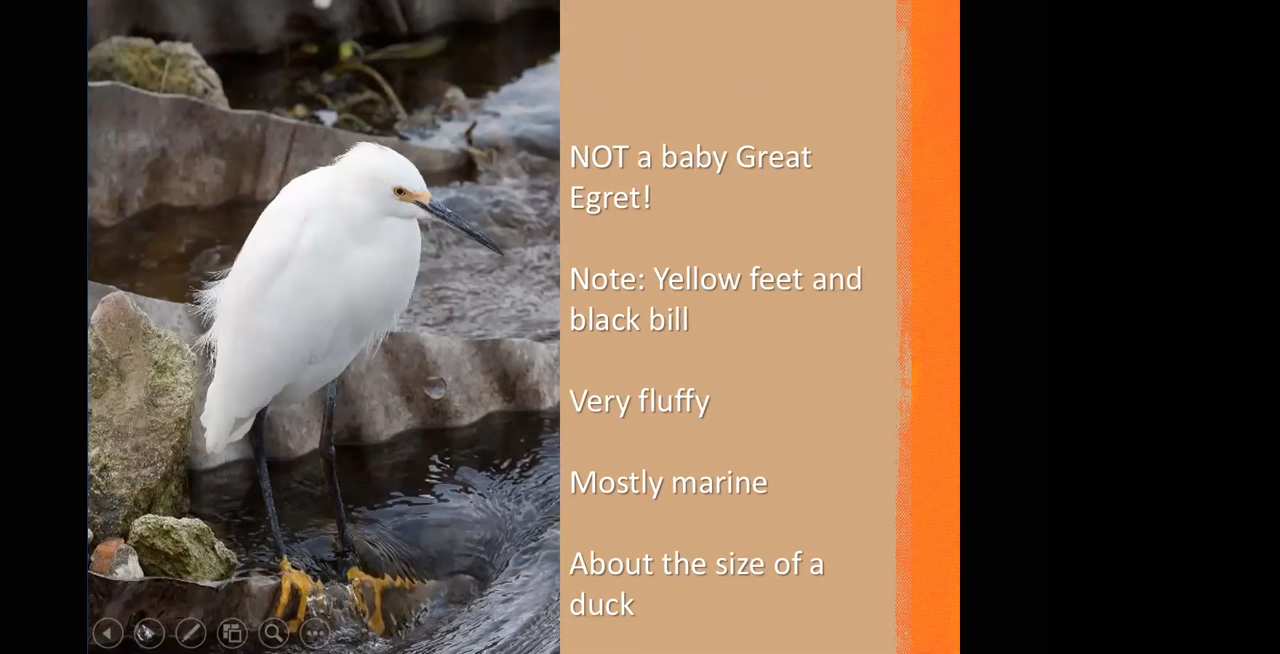 NOT a baby Great
Egret!
Note: Yellow feet and
black bill
Very fluffy
Mostly marine
About the size of a
duck